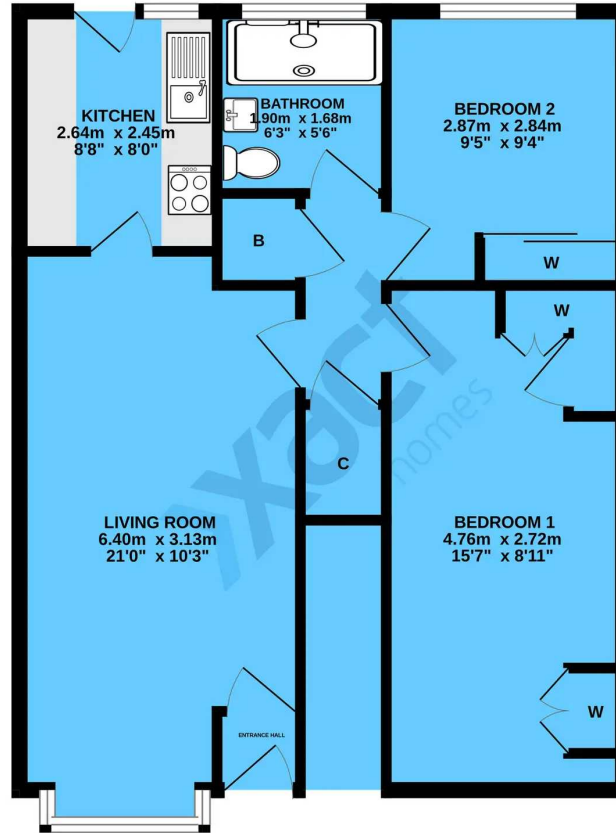 KITCHEN
2.64m x 2.45m
8'8" x 8'0"
BATHROOM
1.90m x 1.68m
6'3" x 5'6"
BEDROOM 2
2.87m x 2.84m
9'5" x 9'4"
B
W
W
xact
homes
C
LIVING ROOM
6.40m x 3.13m
21'0" x 10'3"
BEDROOM 1
4.76m x 2.72m
15'7" x 8'11"
W
ENTRANCE HALL